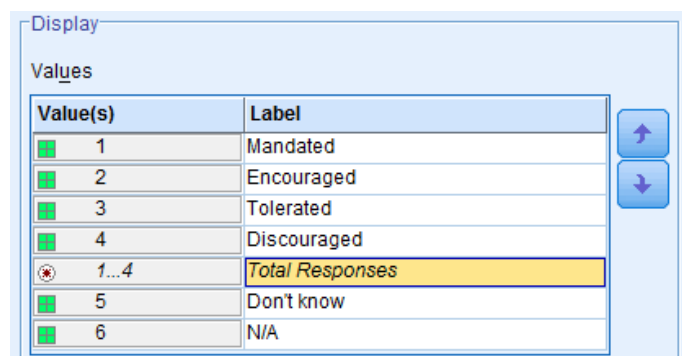 Display
Values
Value(s) Label
1 Mandated
2 Encouraged
3 Tolerated
4 Discouraged
1...4 Total Responses
5 Don't know
6 N/A